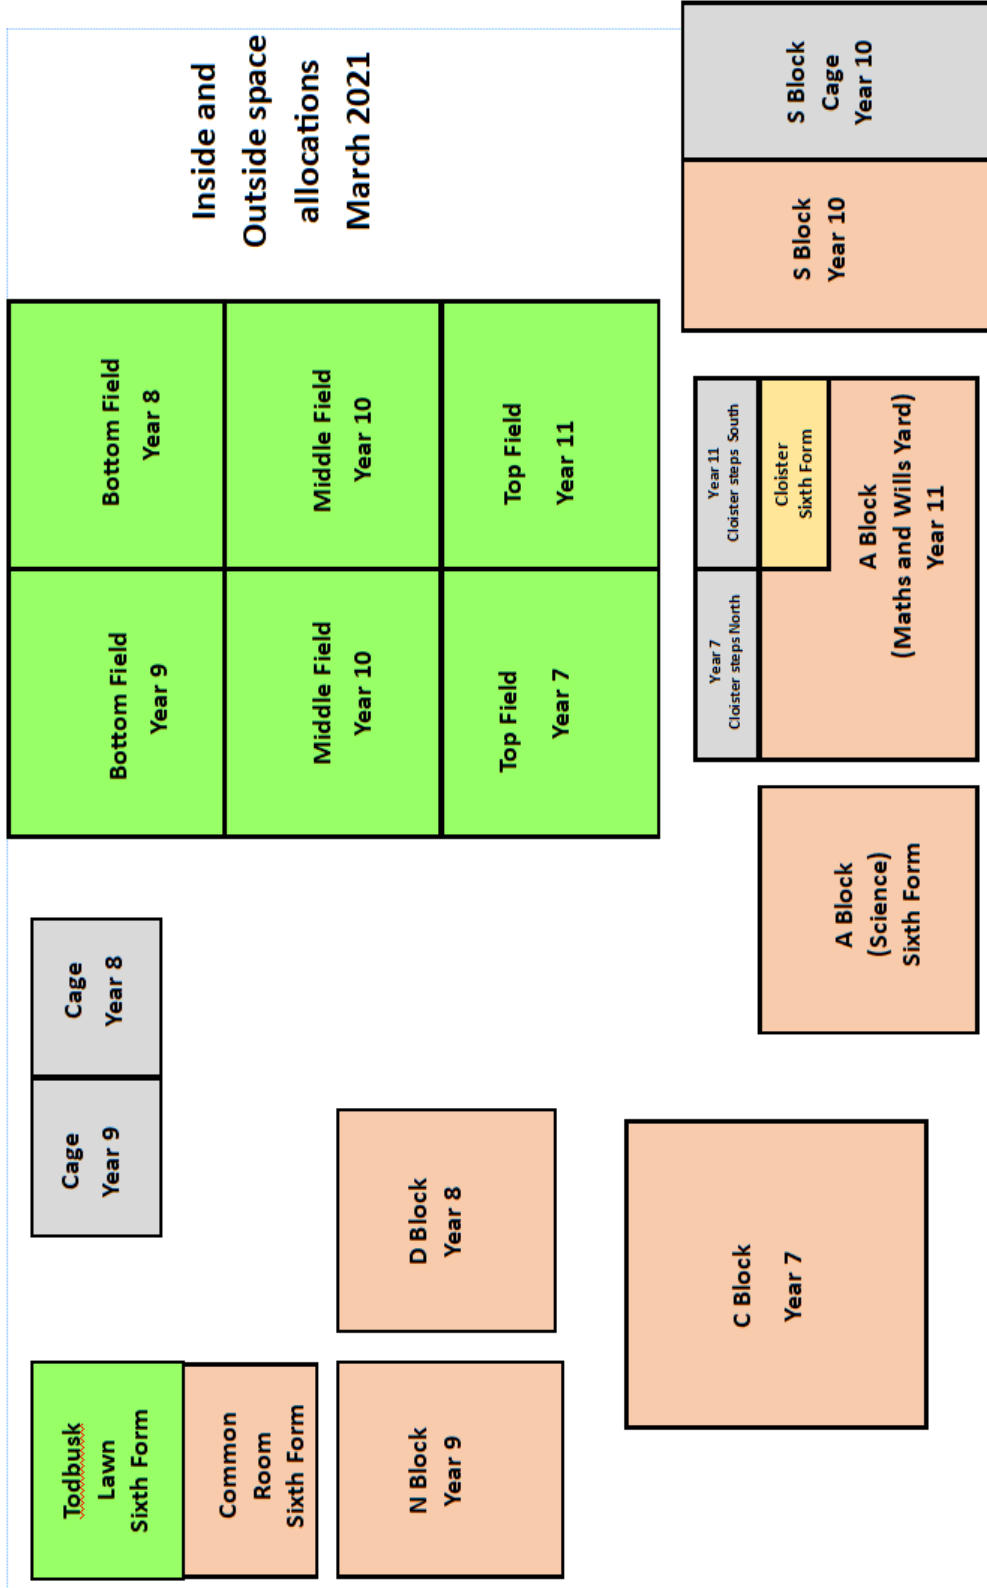 Todbusk
Lawn
Sixth Form
Common
Room
Sixth Form
N Block
Year 9
Cage
Year 9
Cage
Year 8
D Block
Year 8
C Block
Year 7
Bottom Field
Year 9
Bottom Field
Year 8
Middle Field
Year 10
Middle Field
Year 10
Top Field
Year 7
Top Field
Year 11
Inside and
Outside space
allocations
March 2021
A Block
(Science)
Sixth Form
Year 7
Cloister steps North
Year 11
Cloister steps South
Cloister
Sixth Form
A Block
(Maths and Wills Yard)
Year 11
S Block
Year 10
S Block
Cage
Year 10